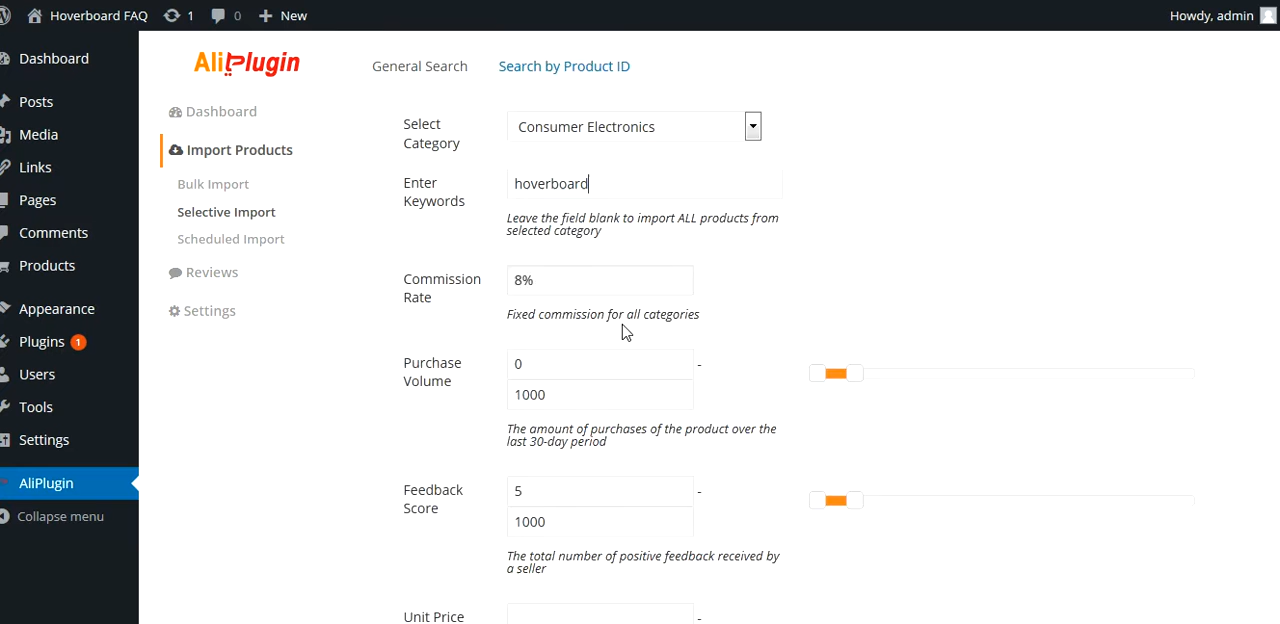 Hoverboard FAQ 1 0 New Howdy, admin
Dashboard
Posts
Media
Links
Pages
Comments
Products
Appearance
Plugins 1
Users
Tools
Settings
AliPlugin
Collapse menu
AliPlugin
Dashboard
Import Products
Bulk Import
Selective Import
Scheduled Import
Reviews
Settings
General Search Search by Product ID
Select
Category
Consumer Electronics
Enter
Keywords
hoverboard
Leave the field blank to import ALL products from
selected category
Commission
Rate
8%
Fixed commission for all categories
Purchase
Volume
0 -
1000
The amount of purchases of the product over the
last 30-day period
Feedback
Score
5 -
1000
The total number of positive feedback received by
a seller
Unit Price -